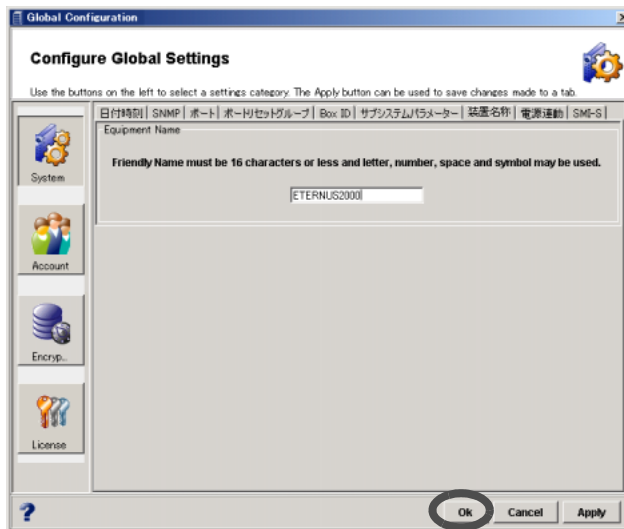 Global Configuration
Configure Global Settings
Use the buttons on the left to select a settings category. The Apply button can be used to save changes made to a tab.
日付時刻 SNMP ポート ポートリセットグループ Box ID サブシステムパラメーター 装置名称 電源連動 SMI-S
Equipment Name
Friendly Name must be 16 characters or less and letter, number, space and symbol may be used.
ETERNUS2000
System
Account
Encryp..
License
? Ok Cancel Apply